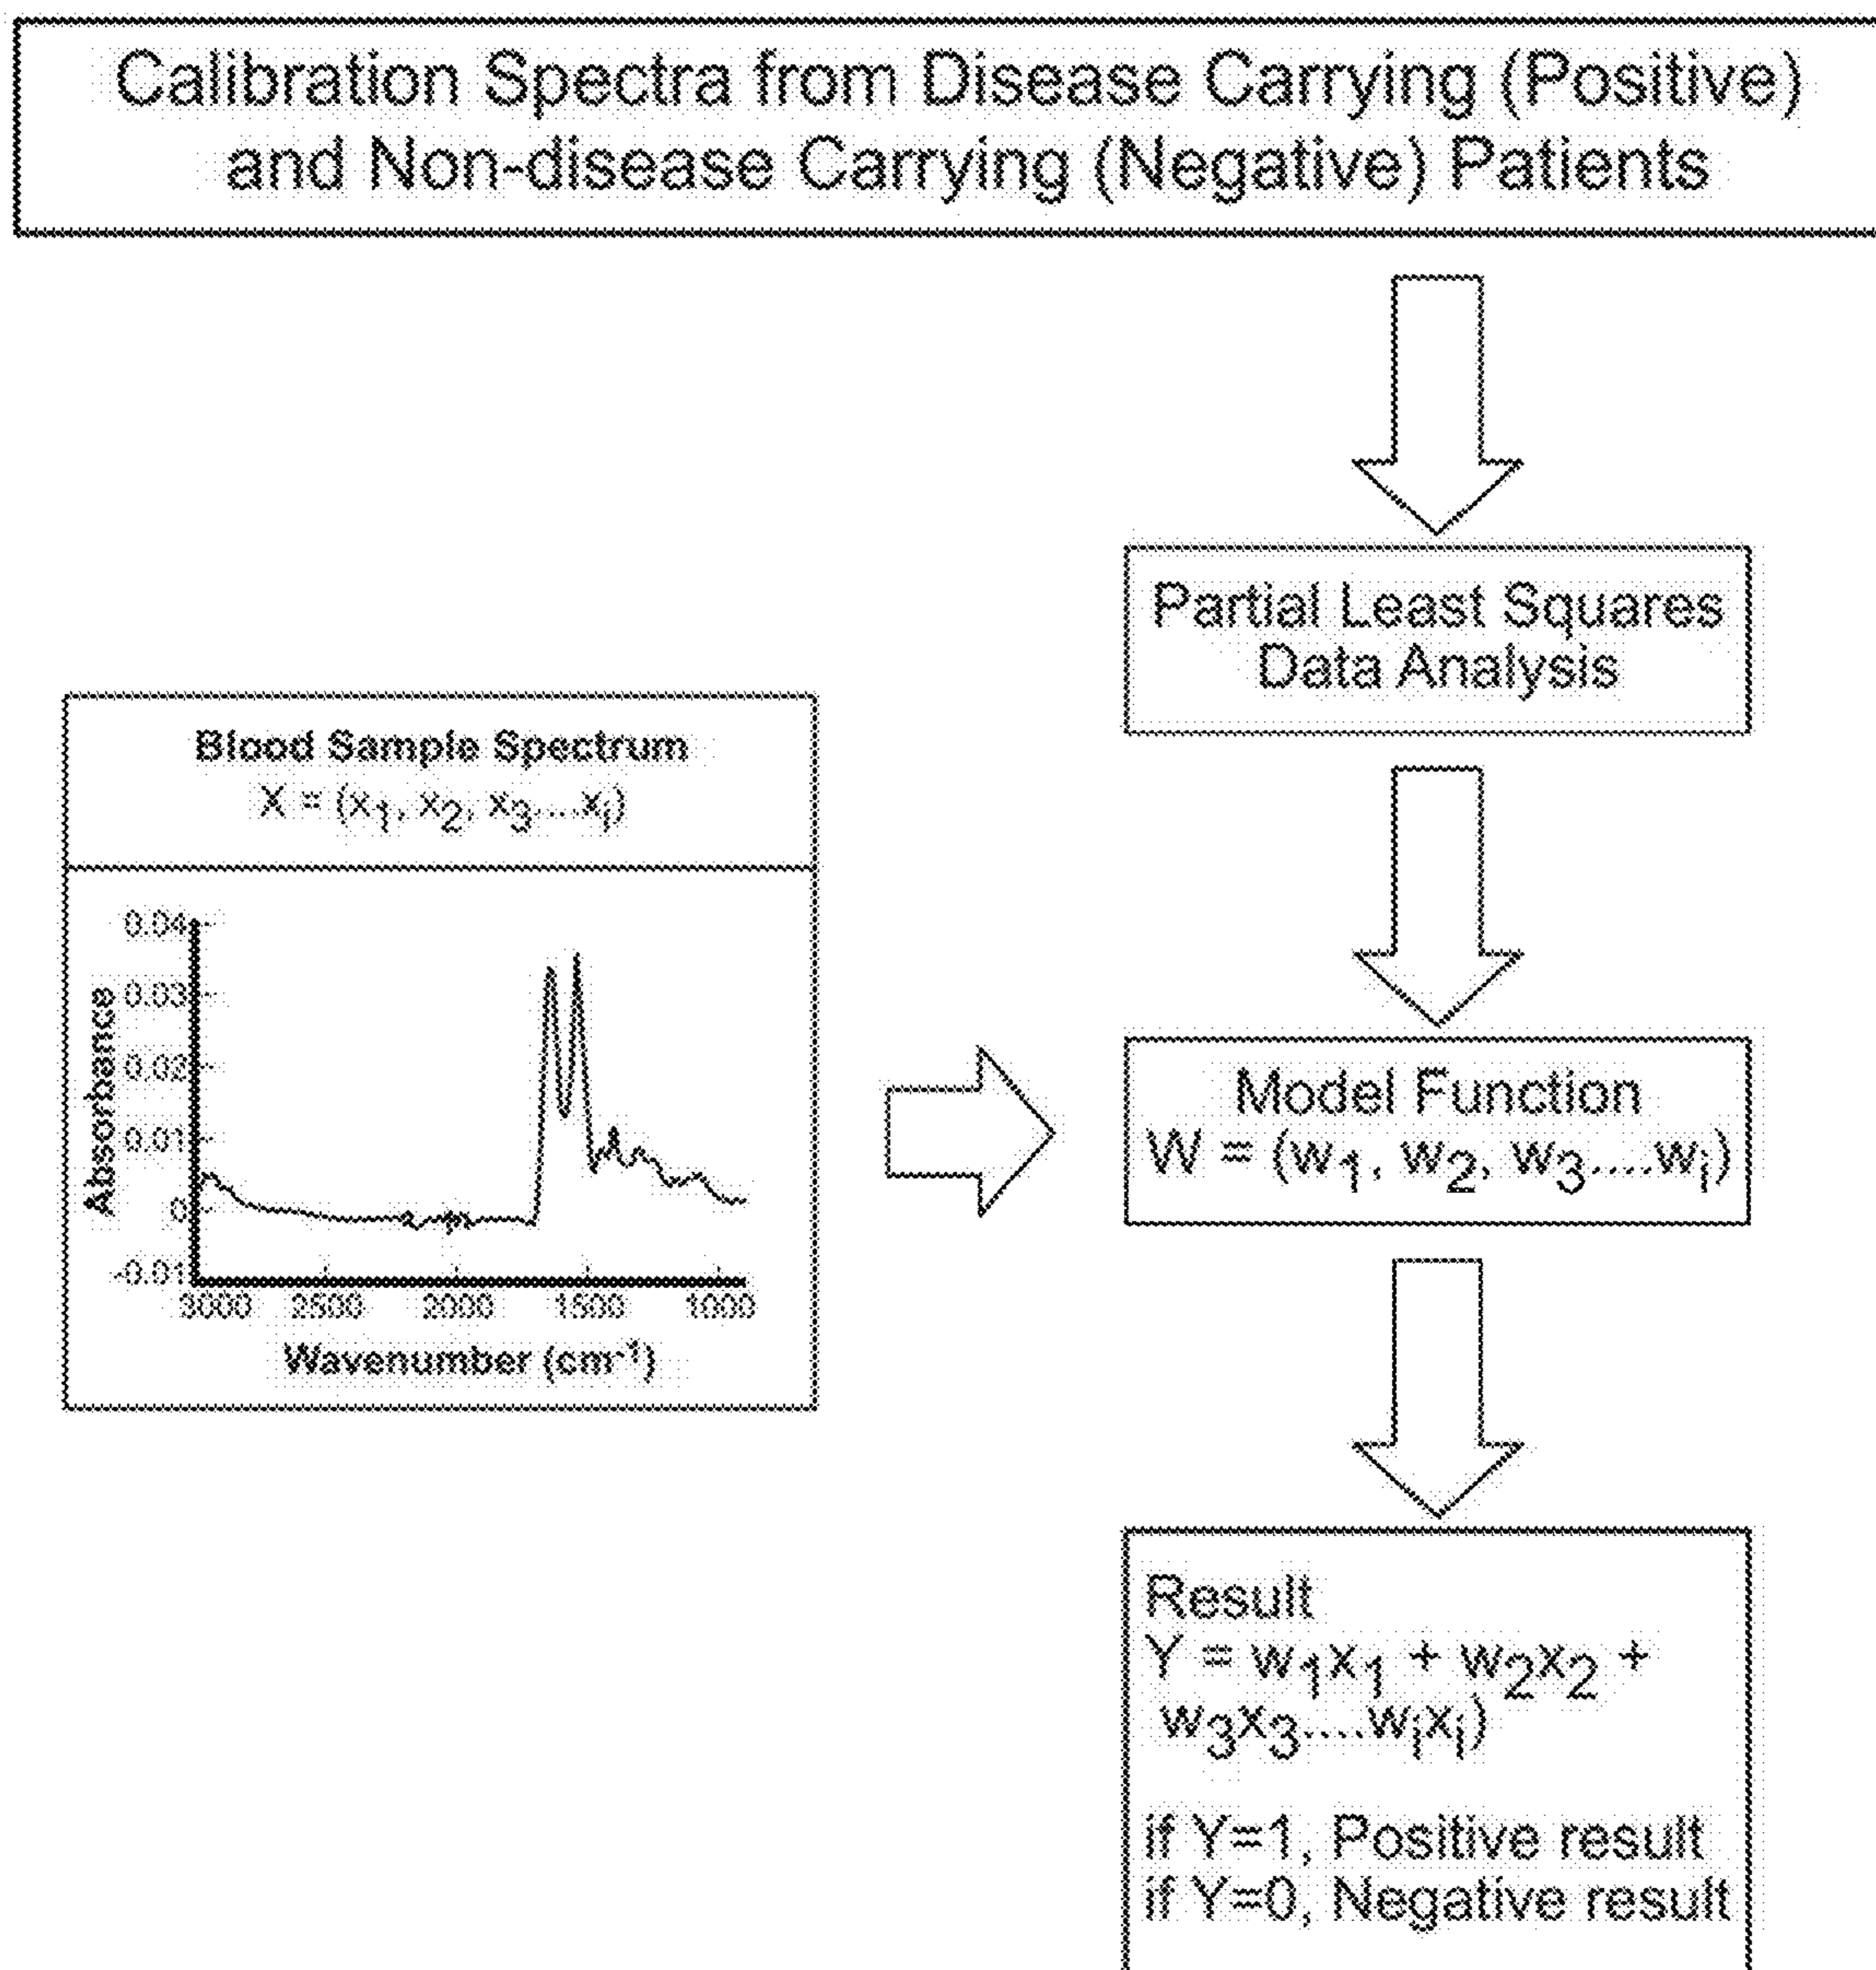 Calibration Spectra from Disease Carrying (Positive)
and Non-disease Carrying (Negative) Patients
Partial Least Squares
Data Analysis
Blood Sample Spectrum
X = (x₁, x₂, x₃....xᵢ)
Absorbance
0.04
0.03
0.02
0.01
0
-0.01
3000 2500 2000 1500 1000
Wavenumber (cm⁻¹)
Model Function
W = (w₁, w₂, w₃....wᵢ)
Result
Y = w₁x₁ + w₂x₂ +
w₃x₃....wᵢxᵢ)
if Y=1, Positive result
if Y=0, Negative result